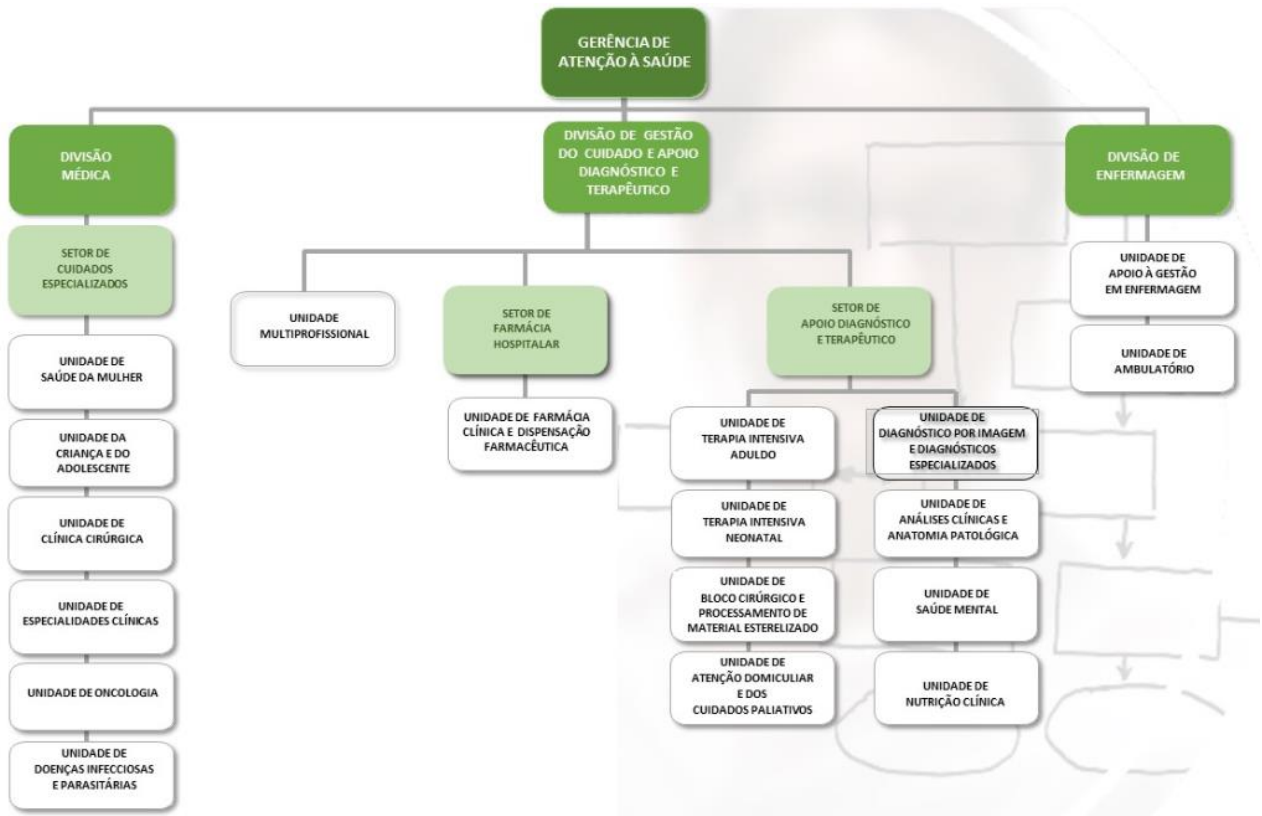 GERÊNCIA DE
ATENÇÃO À SAÚDE
DIVISÃO
MÉDICA
SETOR DE
CUIDADOS
ESPECIALIZADOS
UNIDADE DE
SAÚDE DA MULHER
UNIDADE DA
CRIANÇA E DO
ADOLESCENTE
UNIDADE DE
CLÍNICA CIRÚRGICA
UNIDADE DE
ESPECIALIDADES CLÍNICAS
UNIDADE DE ONCOLOGIA
UNIDADE DE
DOENÇAS INFECCIOSAS
E PARASITÁRIAS
DIVISÃO DE GESTÃO
DO CUIDADO E APOIO
DIAGNÓSTICO E
TERAPÊUTICO
UNIDADE
MULTIPROFISSIONAL
SETOR DE
FARMÁCIA
HOSPITALAR
UNIDADE DE FARMÁCIA
CLÍNICA E DISPENSAÇÃO
FARMACÊUTICA
SETOR DE
APOIO DIAGNÓSTICO
E TERAPÊUTICO
UNIDADE DE
TERAPIA INTENSIVA
ADULDO
UNIDADE DE
TERAPIA INTENSIVA
NEONATAL
UNIDADE DE
BLOCO CIRÚRGICO E
PROCESSAMENTO DE
MATERIAL ESTERELIZADO
UNIDADE DE
ATENÇÃO DOMICULIAR
E DOS
CUIDADOS PALIATIVOS
UNIDADE DE
DIAGNÓSTICO POR IMAGEM
E DIAGNÓSTICOS
ESPECIALIZADOS
UNIDADE DE
ANÁLISES CLÍNICAS E
ANATOMIA PATOLÓGICA
UNIDADE DE
SAÚDE MENTAL
UNIDADE DE
NUTRIÇÃO CLÍNICA
DIVISÃO DE
ENFERMAGEM
UNIDADE DE
APOIO À GESTÃO
EM ENFERMAGEM
UNIDADE DE
AMBULATÓRIO